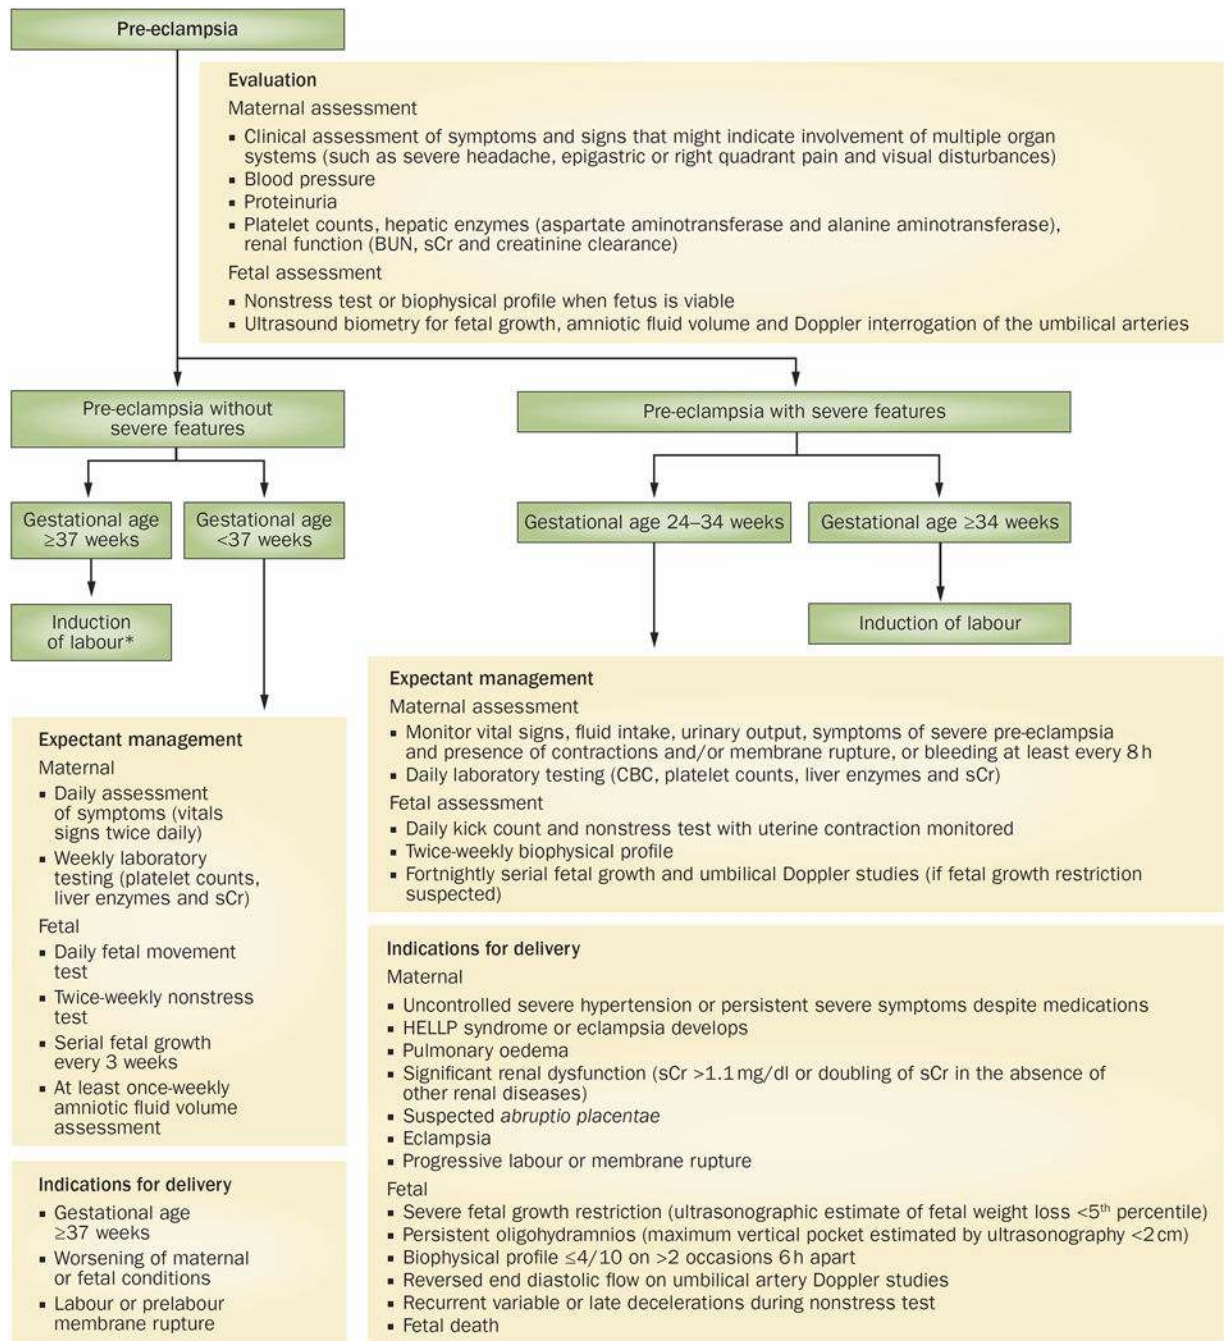 Pre-eclampsia
Evaluation
Maternal assessment
▪ Clinical assessment of symptoms and signs that might indicate involvement of multiple organ
systems (such as severe headache, epigastric or right quadrant pain and visual disturbances)
▪ Blood pressure
▪ Proteinuria
▪ Platelet counts, hepatic enzymes (aspartate aminotransferase and alanine aminotransferase),
renal function (BUN, sCr and creatinine clearance)
Fetal assessment
▪ Nonstress test or biophysical profile when fetus is viable
▪ Ultrasound biometry for fetal growth, amniotic fluid volume and Doppler interrogation of the umbilical arteries
Pre-eclampsia without
severe features
Pre-eclampsia with severe features
Gestational age
≥37 weeks
Gestational age
<37 weeks
Gestational age 24–34 weeks
Gestational age ≥34 weeks
Induction
of labour*
Induction of labour
Expectant management
Maternal
▪ Daily assessment
of symptoms (vitals
signs twice daily)
▪ Weekly laboratory
testing (platelet counts,
liver enzymes and sCr)
Fetal
▪ Daily fetal movement
test
▪ Twice-weekly nonstress
test
▪ Serial fetal growth
every 3 weeks
▪ At least once-weekly
amniotic fluid volume
assessment
Indications for delivery
▪ Gestational age
≥37 weeks
▪ Worsening of maternal
or fetal conditions
▪ Labour or prelabour
membrane rupture
Expectant management
Maternal assessment
▪ Monitor vital signs, fluid intake, urinary output, symptoms of severe pre-eclampsia
and presence of contractions and/or membrane rupture, or bleeding at least every 8 h
▪ Daily laboratory testing (CBC, platelet counts, liver enzymes and sCr)
Fetal assessment
▪ Daily kick count and nonstress test with uterine contraction monitored
▪ Twice-weekly biophysical profile
▪ Fortnightly serial fetal growth and umbilical Doppler studies (if fetal growth restriction
suspected)
Indications for delivery
Maternal
▪ Uncontrolled severe hypertension or persistent severe symptoms despite medications
▪ HELLP syndrome or eclampsia develops
▪ Pulmonary oedema
▪ Significant renal dysfunction (sCr >1.1 mg/dl or doubling of sCr in the absence of
other renal diseases)
▪ Suspected abruptio placentae
▪ Eclampsia
▪ Progressive labour or membrane rupture
Fetal
▪ Severe fetal growth restriction (ultrasonographic estimate of fetal weight loss <5th percentile)
▪ Persistent oligohydramnios (maximum vertical pocket estimated by ultrasonography <2 cm)
▪ Biophysical profile ≤4/10 on >2 occasions 6 h apart
▪ Reversed end diastolic flow on umbilical artery Doppler studies
▪ Recurrent variable or late decelerations during nonstress test
▪ Fetal death